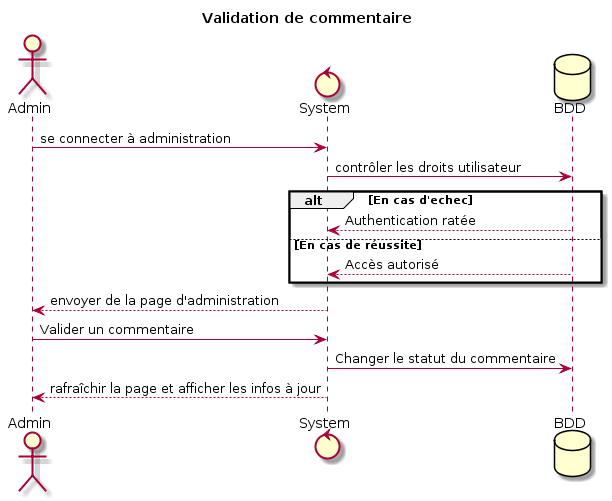 Validation de commentaire
Admin
System
BDD
se connecter à administration
contrôler les droits utilisateur
alt [En cas d'echec]
Authentication ratée
[En cas de réussite]
Accès autorisé
envoyer de la page d'administration
Valider un commentaire
Changer le statut du commentaire
rafraîchir la page et afficher les infos à jour
Admin
System
BDD